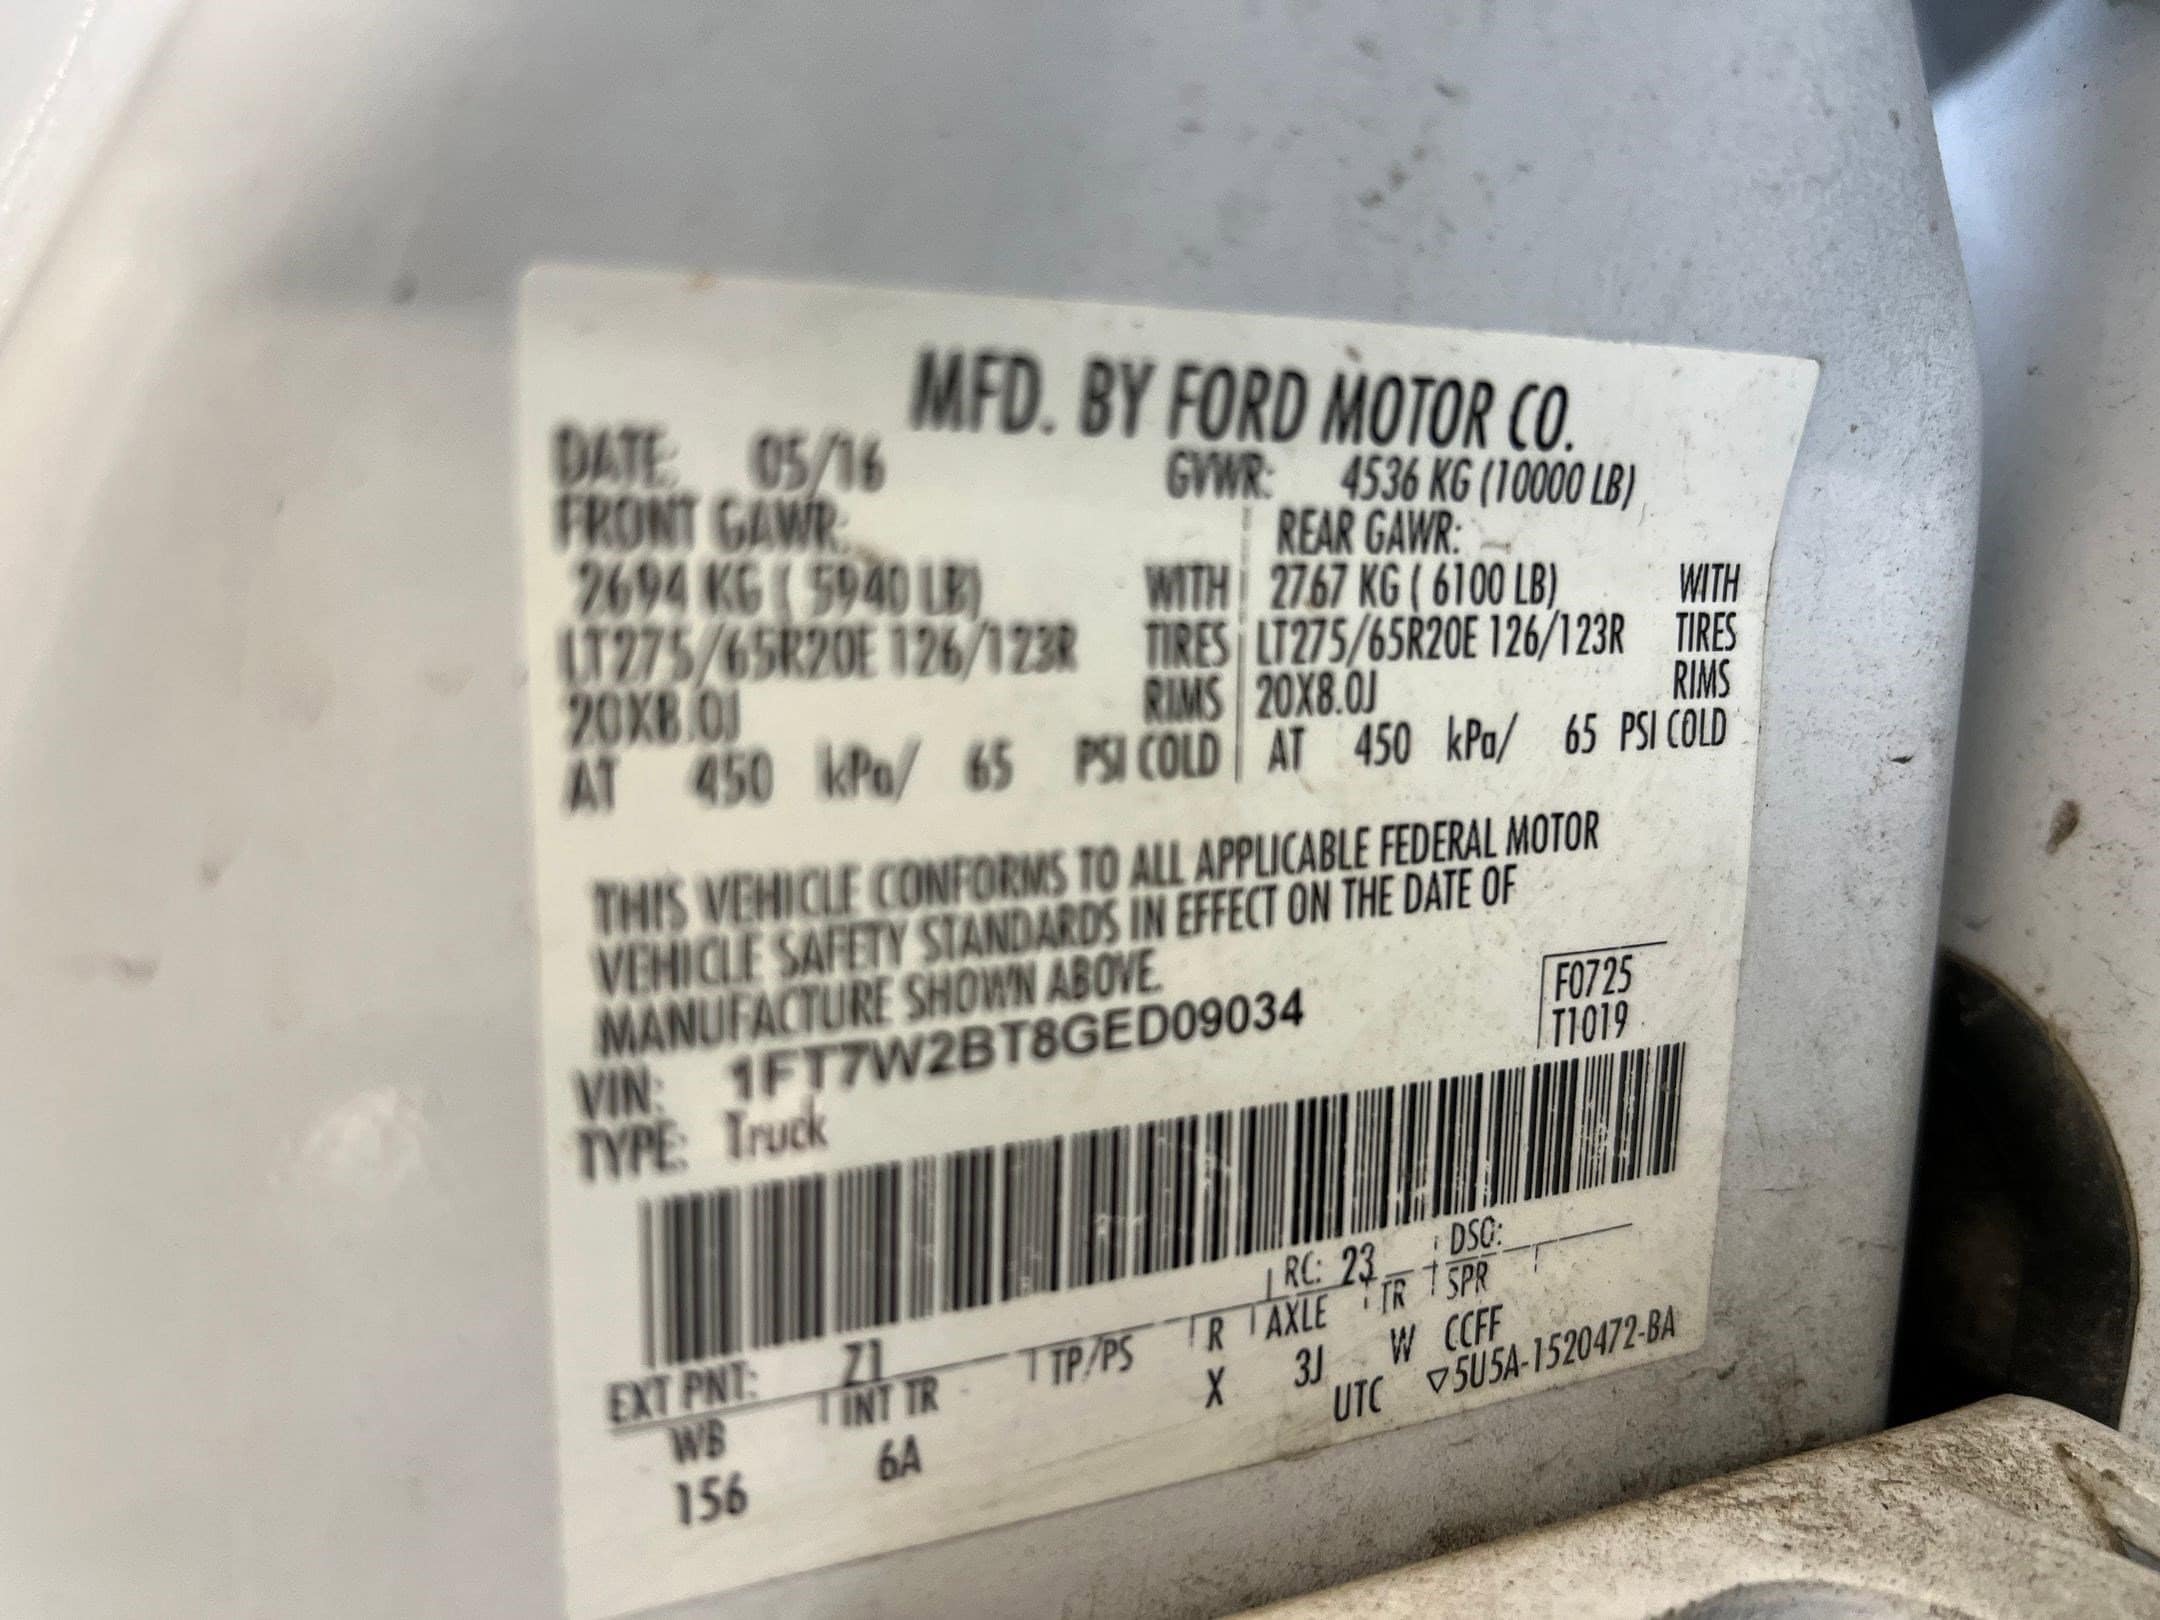 MFD. BY FORD MOTOR CO.
DATE: 05/16 GVWR: 4536 KG (10000 LB)
FRONT GAWR: REAR GAWR:
2694 KG ( 5940 LB) WITH 2767 KG ( 6100 LB) WITH
LT275/65R20E 126/123R TIRES LT275/65R20E 126/123R TIRES
20X8.0J RIMS 20X8.0J RIMS
AT 450 kPa/ 65 PSI COLD AT 450 kPa/ 65 PSI COLD
THIS VEHICLE CONFORMS TO ALL APPLICABLE FEDERAL MOTOR
VEHICLE SAFETY STANDARDS IN EFFECT ON THE DATE OF
MANUFACTURE SHOWN ABOVE.
VIN: 1FT7W2BT8GED09034
TYPE: Truck
F0725
T1019
EXT PNT: Z1 RC: 23 DSO:
WB INT TR TP/PS R AXLE TR SPR
156 6A X 3J W CCFF
UTC ▽5U5A-1520472-BA